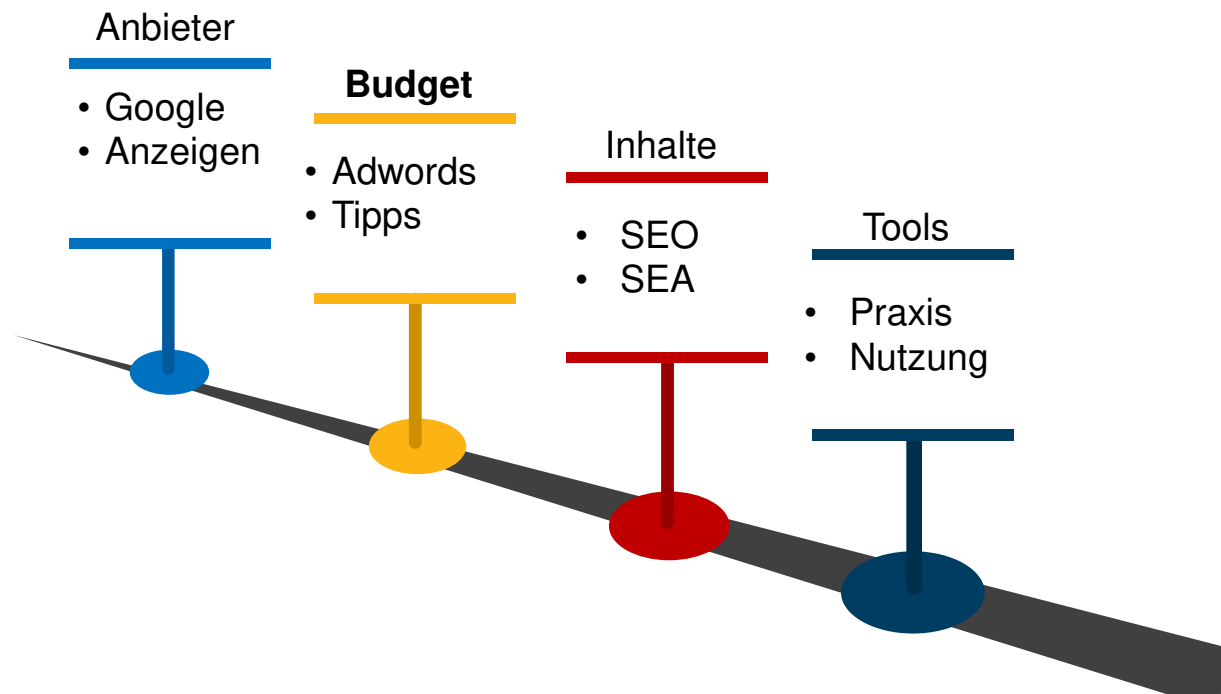 Anbieter
• Google
• Anzeigen
Budget
• Adwords
• Tipps
Inhalte
• SEO
• SEA
Tools
• Praxis
• Nutzung